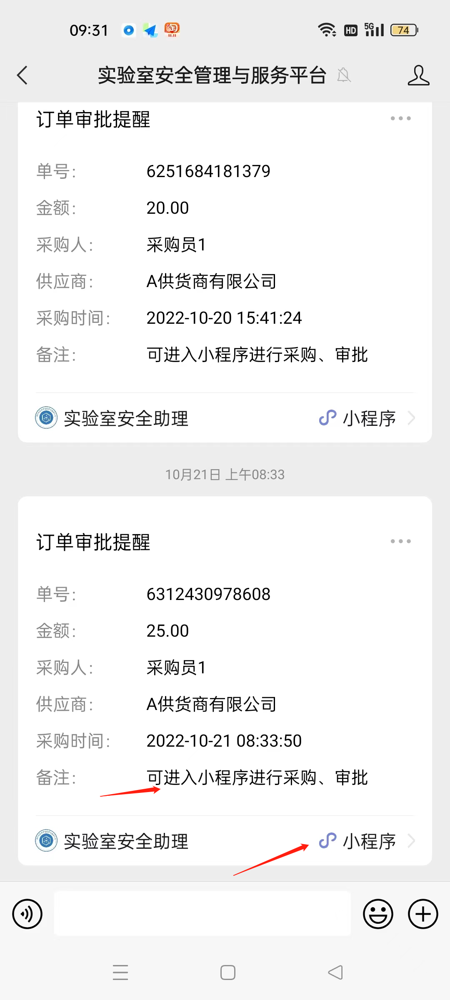 09:31
淘
11.11
HD
5G
74
实验室安全管理与服务平台
订单审批提醒
单号: 6251684181379
金额: 20.00
采购人: 采购员1
供应商: A供货商有限公司
采购时间: 2022-10-20 15:41:24
备注: 可进入小程序进行采购、审批
实验室安全助理 小程序
10月21日 上午08:33
订单审批提醒
单号: 6312430978608
金额: 25.00
采购人: 采购员1
供应商: A供货商有限公司
采购时间: 2022-10-21 08:33:50
备注: 可进入小程序进行采购、审批
实验室安全助理 小程序